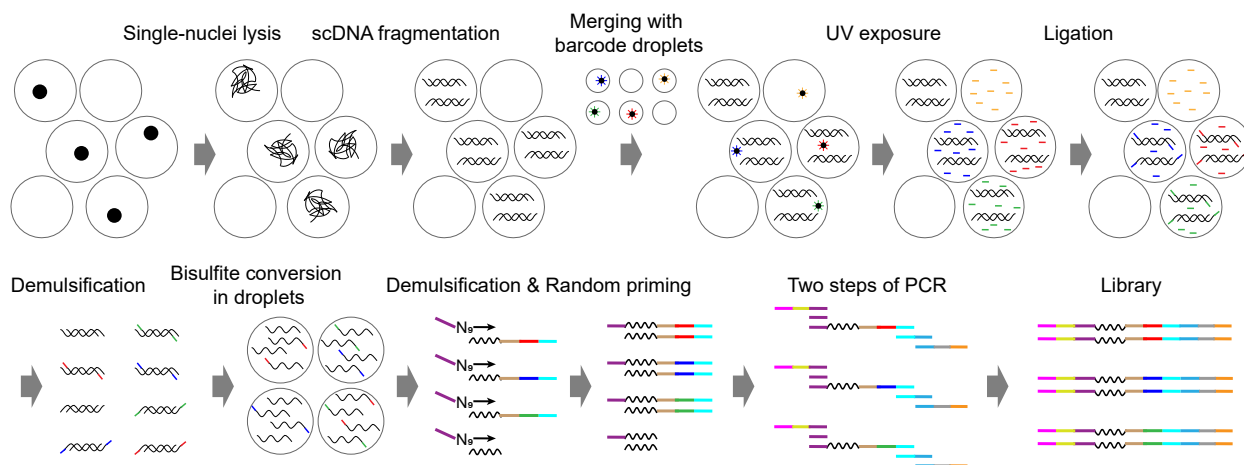 Single-nuclei lysis
scDNA fragmentation
Merging with
barcode droplets
UV exposure
Ligation
Demulsification
Bisulfite conversion
in droplets
Demulsification & Random priming
Two steps of PCR
Library
N₉
N₉
N₉
N₉